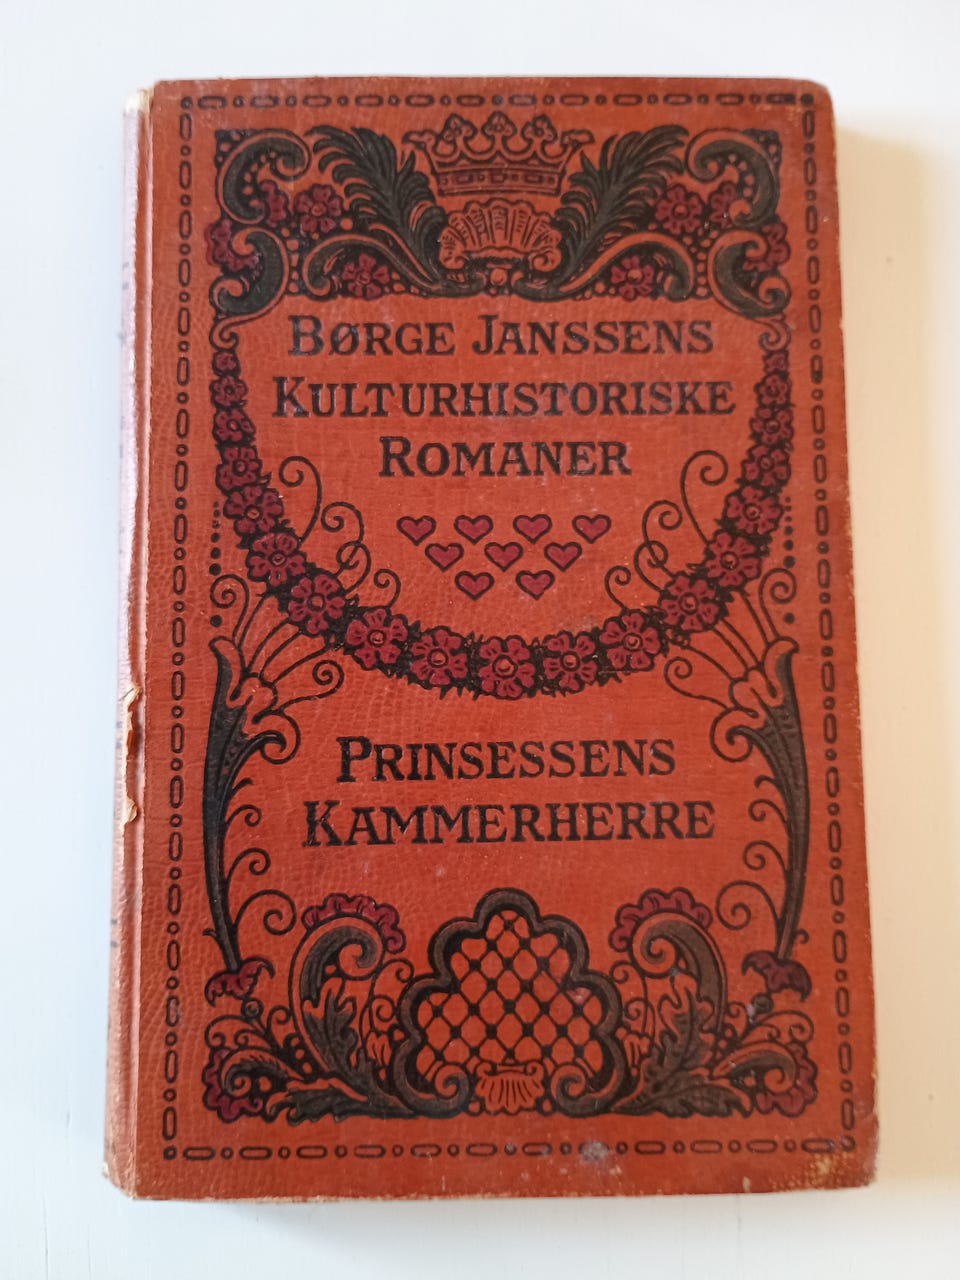 BØRGE JANSSENS
KULTURHISTORISKE
ROMANER
PRINSESSENS
KAMMERHERRE